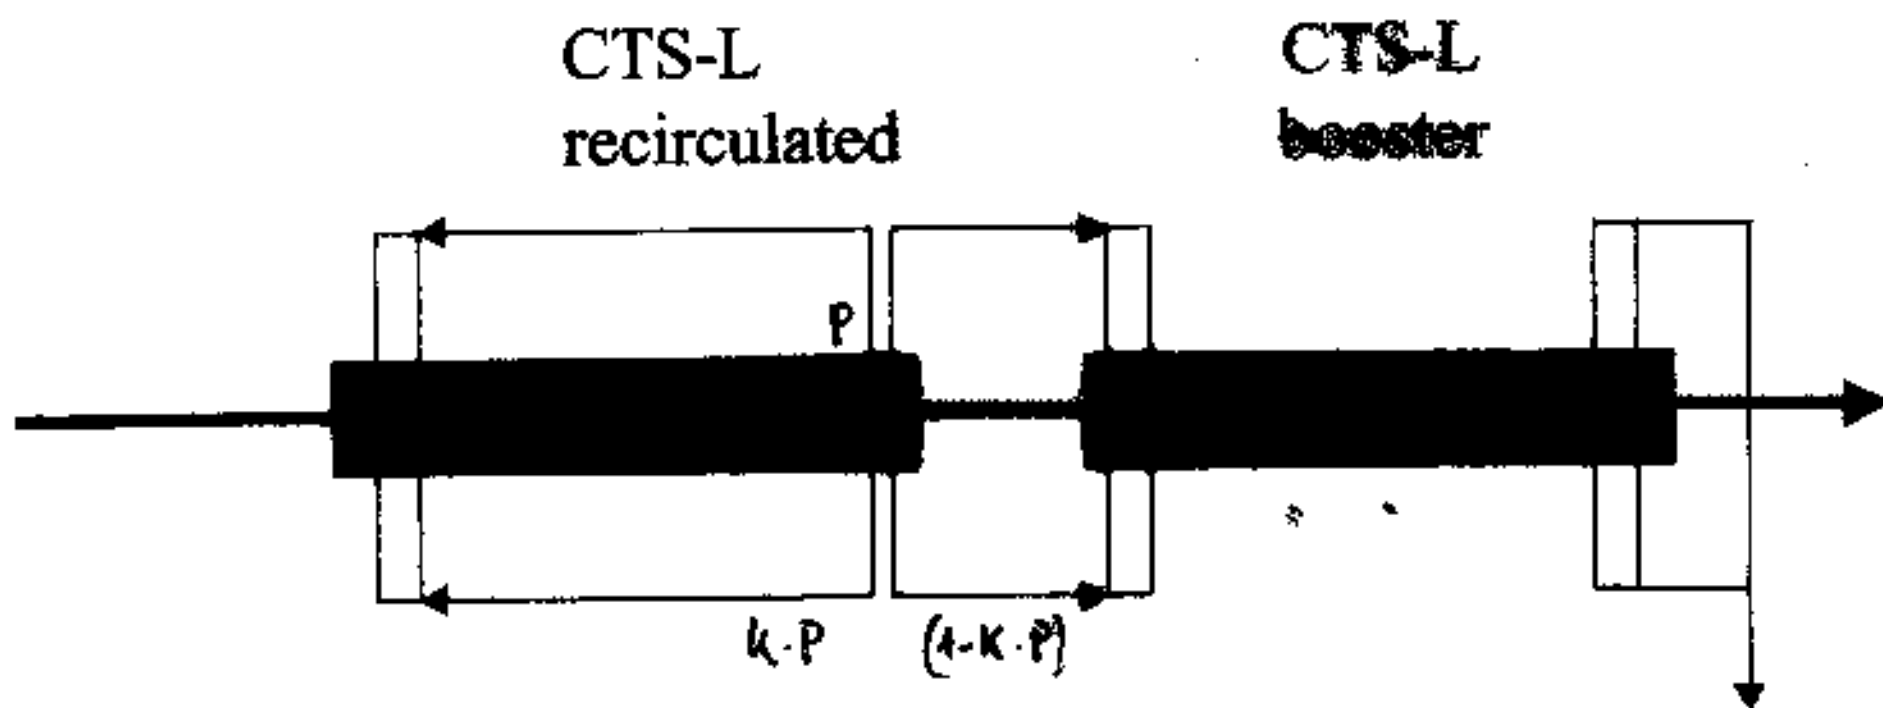 CTS-L
recirculated
CTS-L
booster
P
k.P
(1-K.P)